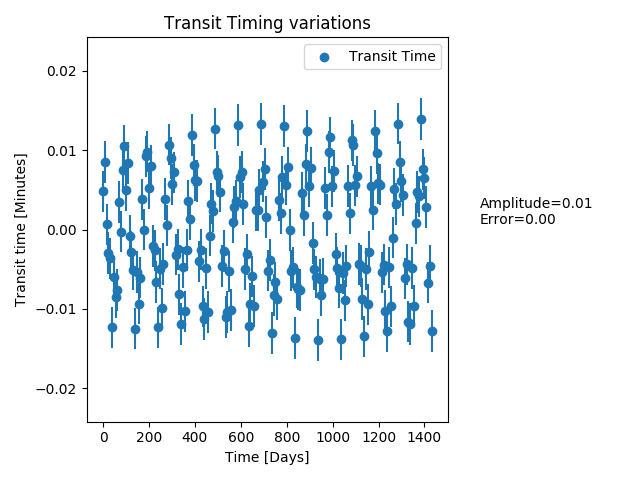 Transit Timing variations
Transit Time
0.02
0.01
0.00
−0.01
−0.02
Transit time [Minutes]
Amplitude=0.01
Error=0.00
0 200 400 600 800 1000 1200 1400
Time [Days]